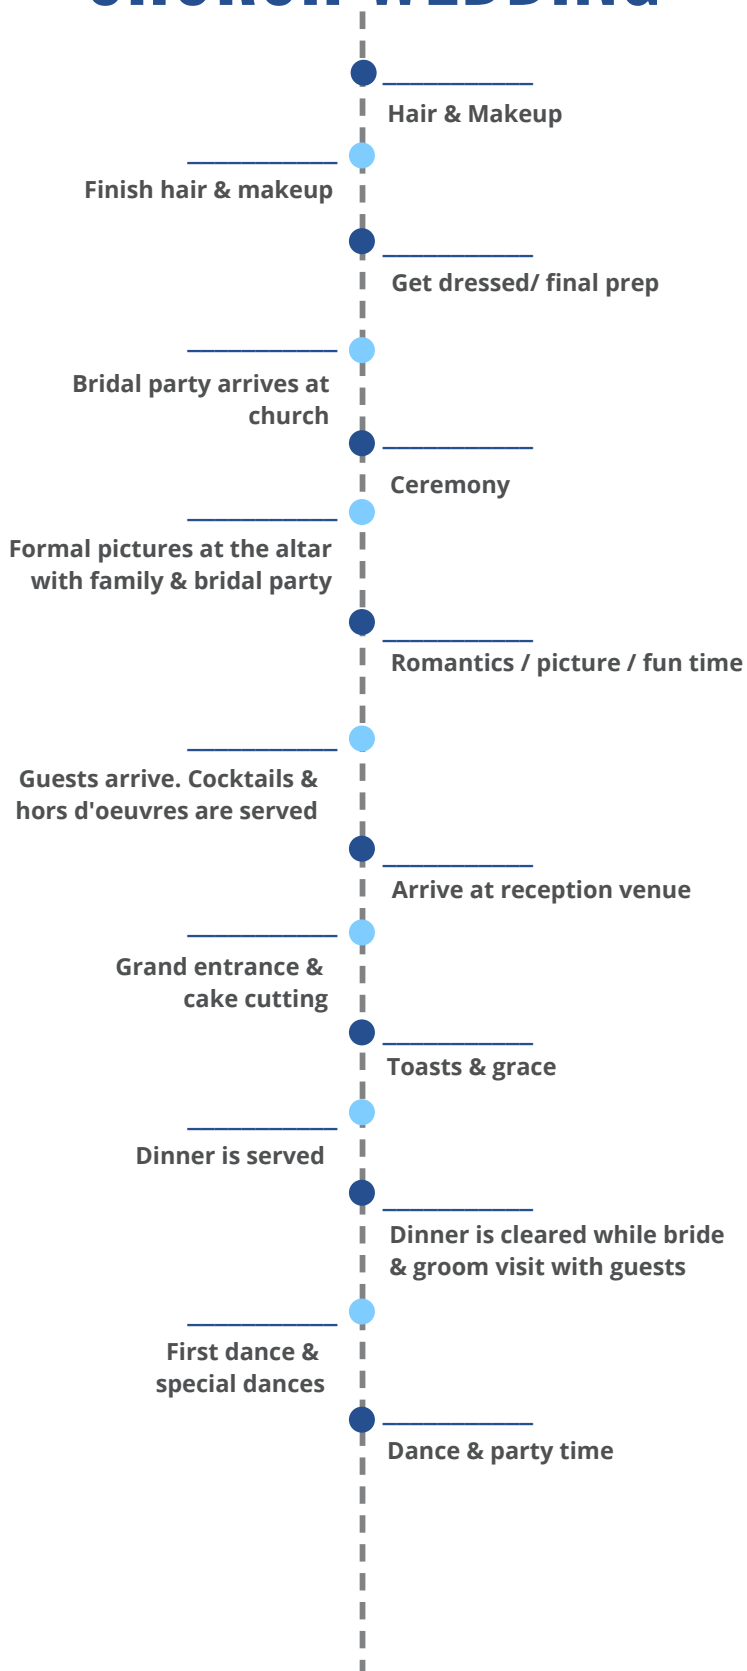 CHURCH WEDDING
Hair & Makeup
Finish hair & makeup
Get dressed/ final prep
Bridal party arrives at
church
Ceremony
Formal pictures at the altar
with family & bridal party
Romantics / picture / fun time
Guests arrive. Cocktails &
hors d'oeuvres are served
Arrive at reception venue
Grand entrance &
cake cutting
Toasts & grace
Dinner is served
Dinner is cleared while bride
& groom visit with guests
First dance &
special dances
Dance & party time